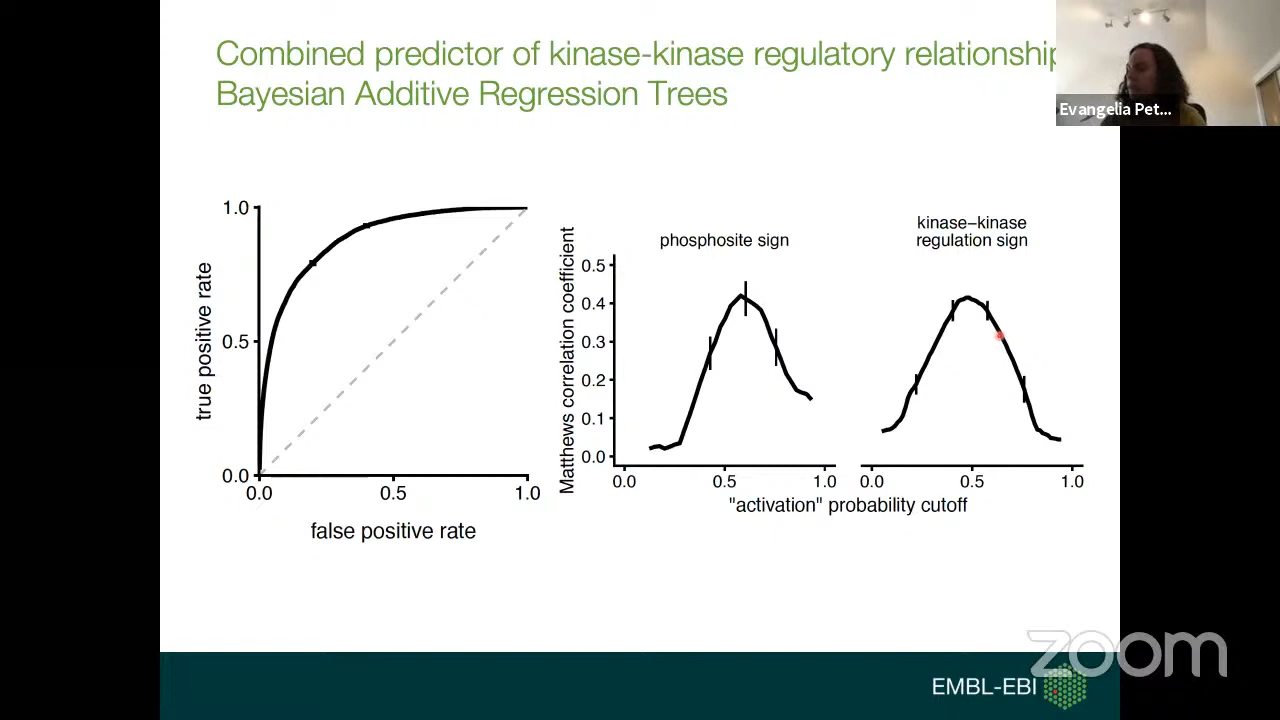 Combined predictor of kinase-kinase regulatory relationship
Bayesian Additive Regression Trees
Evangelia Pet...
true positive rate
1.0
0.5
0.0
0.0 0.5 1.0
false positive rate
Matthews correlation coefficient
phosphosite sign
kinase–kinase
regulation sign
0.5
0.4
0.3
0.2
0.1
0.0
0.0 0.5 1.0
0.0 0.5 1.0
"activation" probability cutoff
zoom
EMBL-EBI